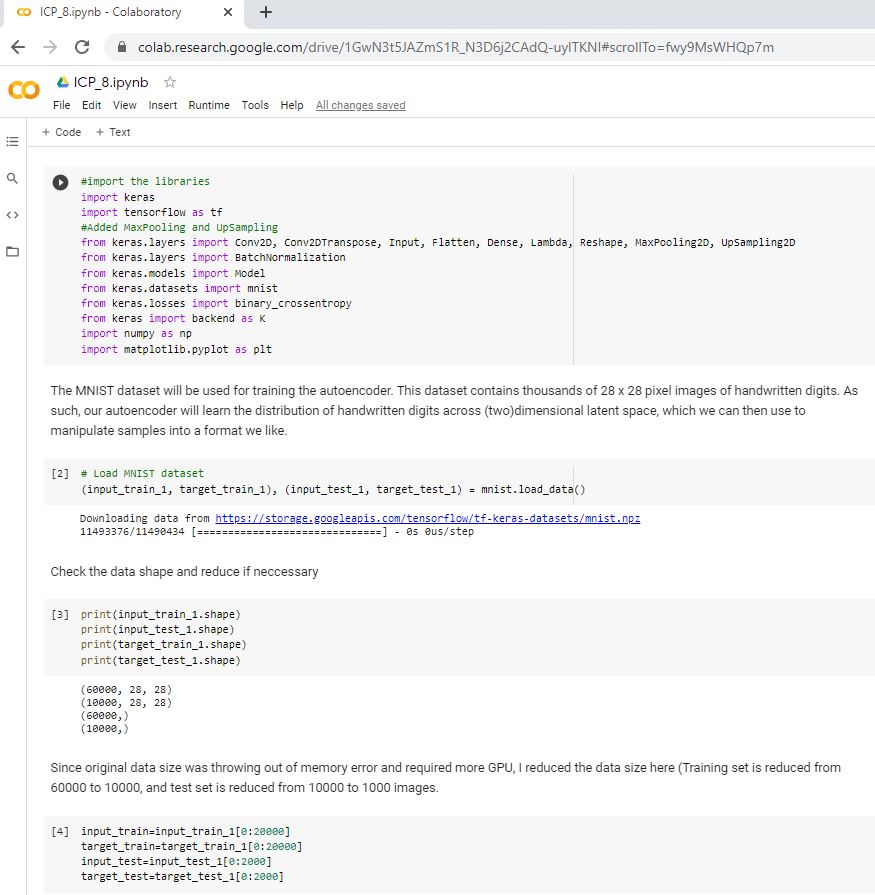 ICP_8.ipynb - Colaboratory
colab.research.google.com/drive/1GwN3t5JAZmS1R_N3D6j2CAdQ-uyITKNI#scrollTo=fwy9MsWHQp7m
ICP_8.ipynb
File Edit View Insert Runtime Tools Help All changes saved
+ Code + Text
#import the libraries
import keras
import tensorflow as tf
#Added MaxPooling and UpSampling
from keras.layers import Conv2D, Conv2DTranspose, Input, Flatten, Dense, Lambda, Reshape, MaxPooling2D, UpSampling2D
from keras.layers import BatchNormalization
from keras.models import Model
from keras.datasets import mnist
from keras.losses import binary_crossentropy
from keras import backend as K
import numpy as np
import matplotlib.pyplot as plt
The MNIST dataset will be used for training the autoencoder. This dataset contains thousands of 28 x 28 pixel images of handwritten digits. As
such, our autoencoder will learn the distribution of handwritten digits across (two)dimensional latent space, which we can then use to
manipulate samples into a format we like.
[2] # Load MNIST dataset
(input_train_1, target_train_1), (input_test_1, target_test_1) = mnist.load_data()
Downloading data from https://storage.googleapis.com/tensorflow/tf-keras-datasets/mnist.npz
11493376/11490434 [==============================] - 0s 0us/step
Check the data shape and reduce if neccessary
[3] print(input_train_1.shape)
print(input_test_1.shape)
print(target_train_1.shape)
print(target_test_1.shape)
(60000, 28, 28)
(10000, 28, 28)
(60000,)
(10000,)
Since original data size was throwing out of memory error and required more GPU, I reduced the data size here (Training set is reduced from
60000 to 10000, and test set is reduced from 10000 to 1000 images.
[4] input_train=input_train_1[0:20000]
target_train=target_train_1[0:20000]
input_test=input_test_1[0:2000]
target_test=target_test_1[0:2000]